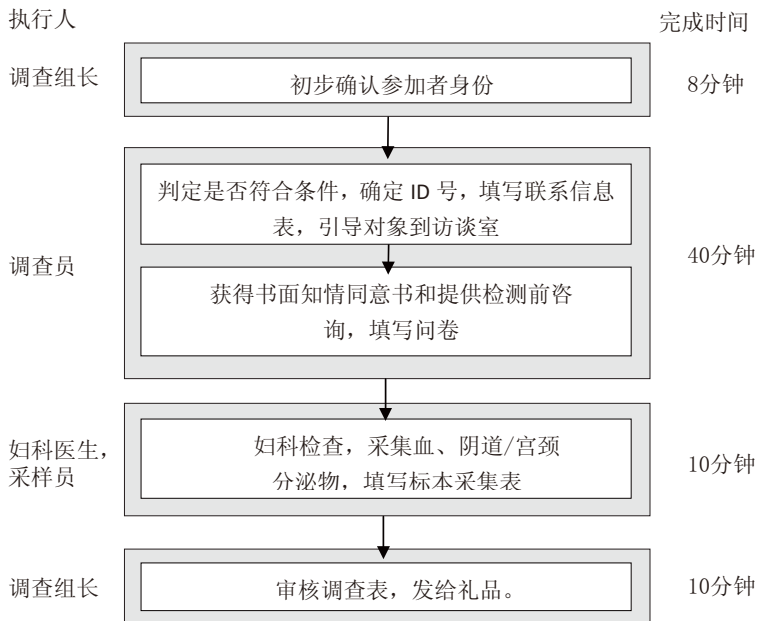 执行人
完成时间
调查组长
初步确认参加者身份
8分钟
判定是否符合条件，确定 ID 号，填写联系信息
表，引导对象到访谈室
调查员
40分钟
获得书面知情同意书和提供检测前咨
询，填写问卷
妇科医生，
采样员
妇科检查，采集血、阴道/宫颈
分泌物，填写标本采集表
10分钟
调查组长
审核调查表，发给礼品。
10分钟